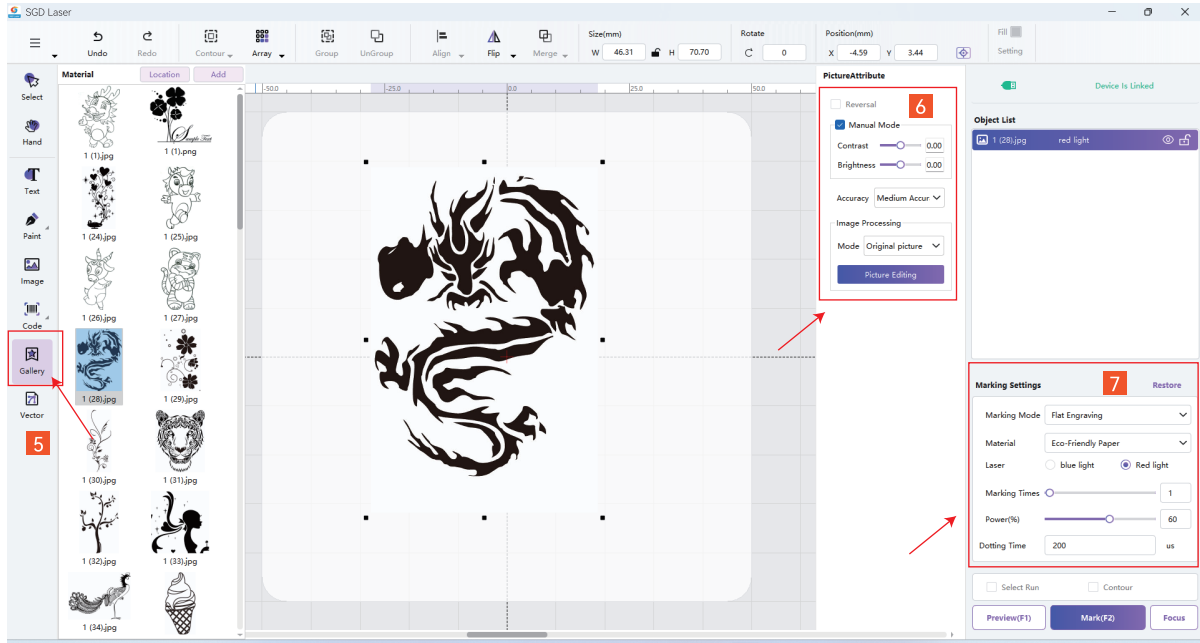 SGD Laser
Undo
Redo
Contour
Array
Group
UnGroup
Align
Flip
Merge
Size(mm)
W 46.31 H 70.70
Rotate
0
Position(mm)
X -4.59 Y 3.44
Fill
Setting
Select
Hand
Text
Paint
Image
Code
Gallery
Vector
5
Material Location Add
Sample Text
1 (1).jpg 1 (1).png
1 (24).jpg 1 (25).jpg
1 (26).jpg 1 (27).jpg
1 (28).jpg 1 (29).jpg
1 (30).jpg 1 (31).jpg
1 (32).jpg 1 (33).jpg
1 (34).jpg
-50.0 -25.0 0.0 25.0 50.0
PictureAttribute
6
Reversal
Manual Mode
Contrast 0.00
Brightness 0.00
Accuracy Medium Accur
Image Processing
Mode Original picture
Picture Editing
Device Is Linked
Object List
1 (28).jpg red light
Marking Settings 7 Restore
Marking Mode Flat Engraving
Material Eco-Friendly Paper
Laser blue light Red light
Marking Times 1
Power(%) 60
Dotting Time 200 us
Select Run Contour
Preview(F1) Mark(F2) Focus